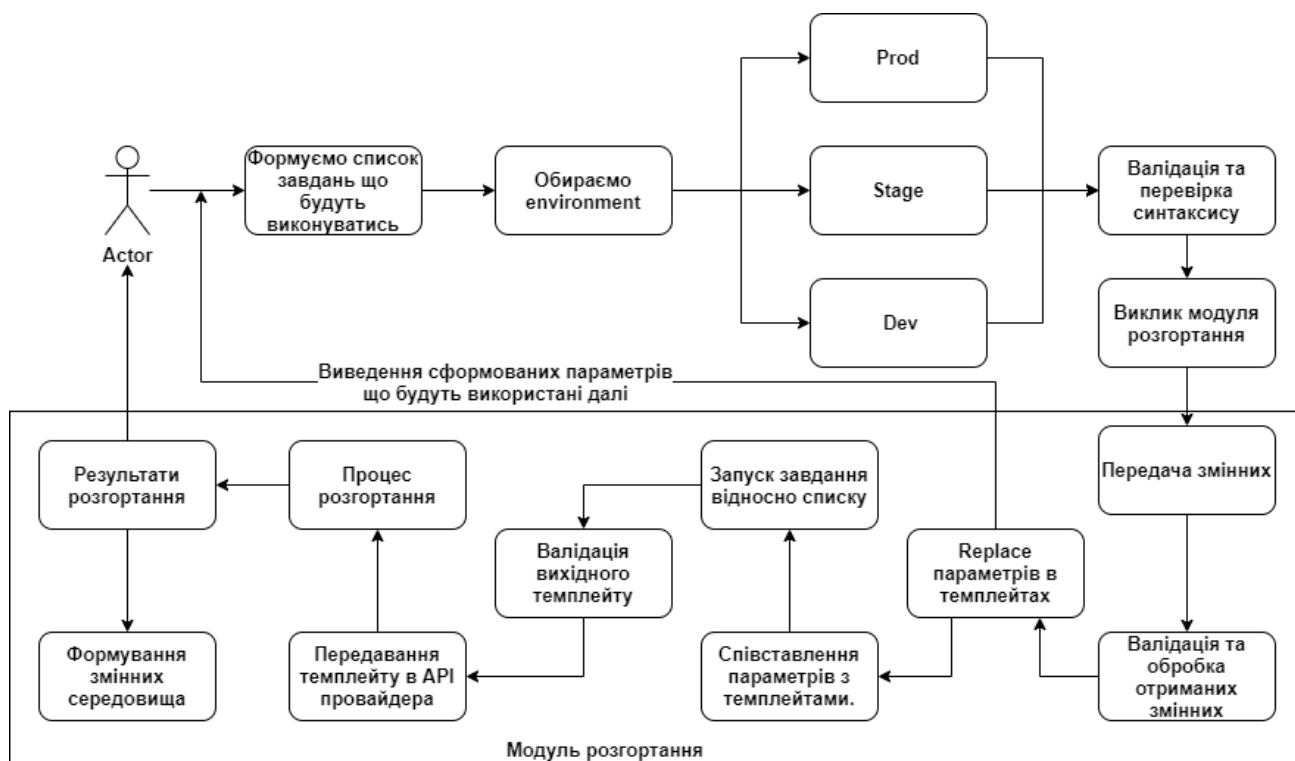 Prod
Формуємо список
завдань що
будуть
виконуватись
Обираємо
environment
Stage
Валідація та
перевірка
синтаксису
Actor
Dev
Виклик модуля
розгортання
Виведення сформованих параметрів
що будуть використані далі
Результати
розгортання
Процес
розгортання
Запуск завдання
відносно списку
Передача змінних
Валідація
вихідного
темплейту
Replace
параметрів в
темплейтах
Формування
змінних
середовища
Передавання
темплейту в API
провайдера
Співставлення
параметрів з
темплейтами.
Валідація та
обробка
отриманих
змінних
Модуль розгортання